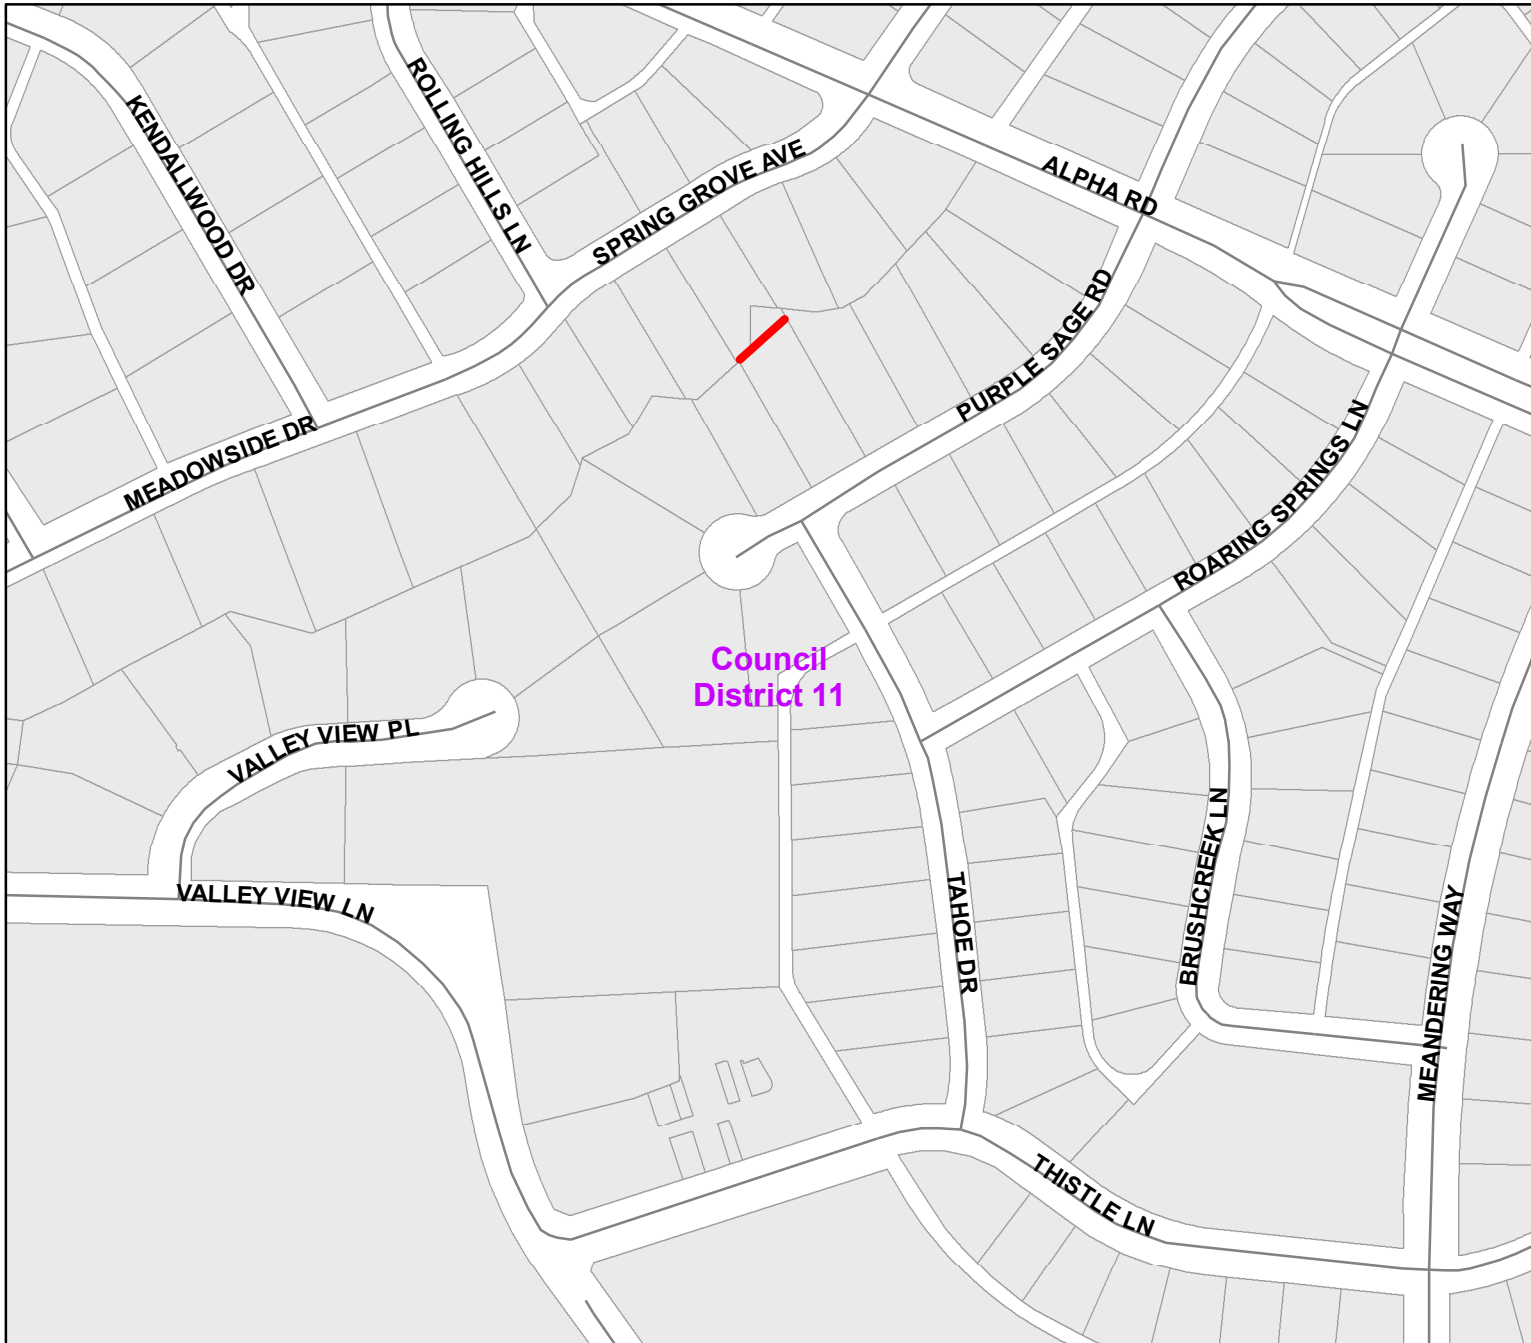 KENDALLWOOD DR
ROLLING HILLS LN
SPRING GROVE AVE
ALPHA RD
PURPLE SAGE RD
MEADOWSIDE DR
ROARING SPRINGS LN
Council
District 11
VALLEY VIEW PL
VALLEY VIEW LN
TAHOE DR
BRUSHCREEK LN
MEANDERING WAY
THISTLE LN